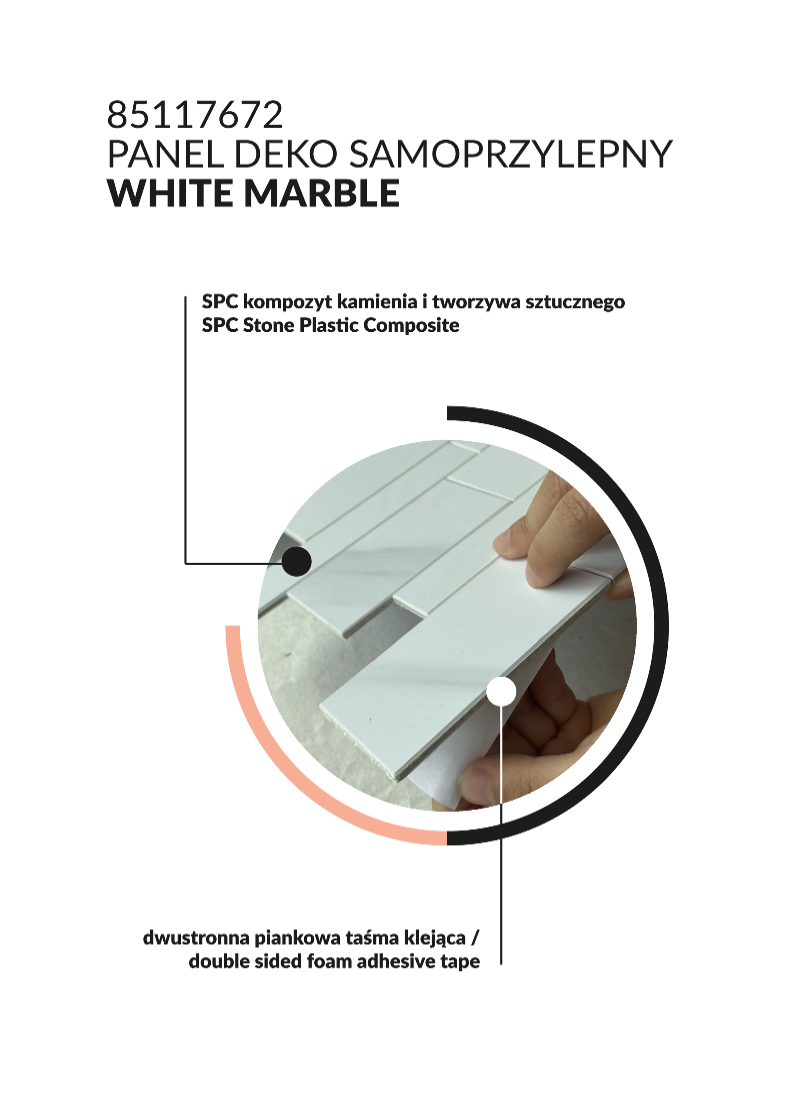 85117672
PANEL DEKO SAMOPRZYLEPNY
WHITE MARBLE
SPC kompozyt kamienia i tworzywa sztucznego
SPC Stone Plastic Composite
dwustronna piankowa taśma klejąca /
double sided foam adhesive tape